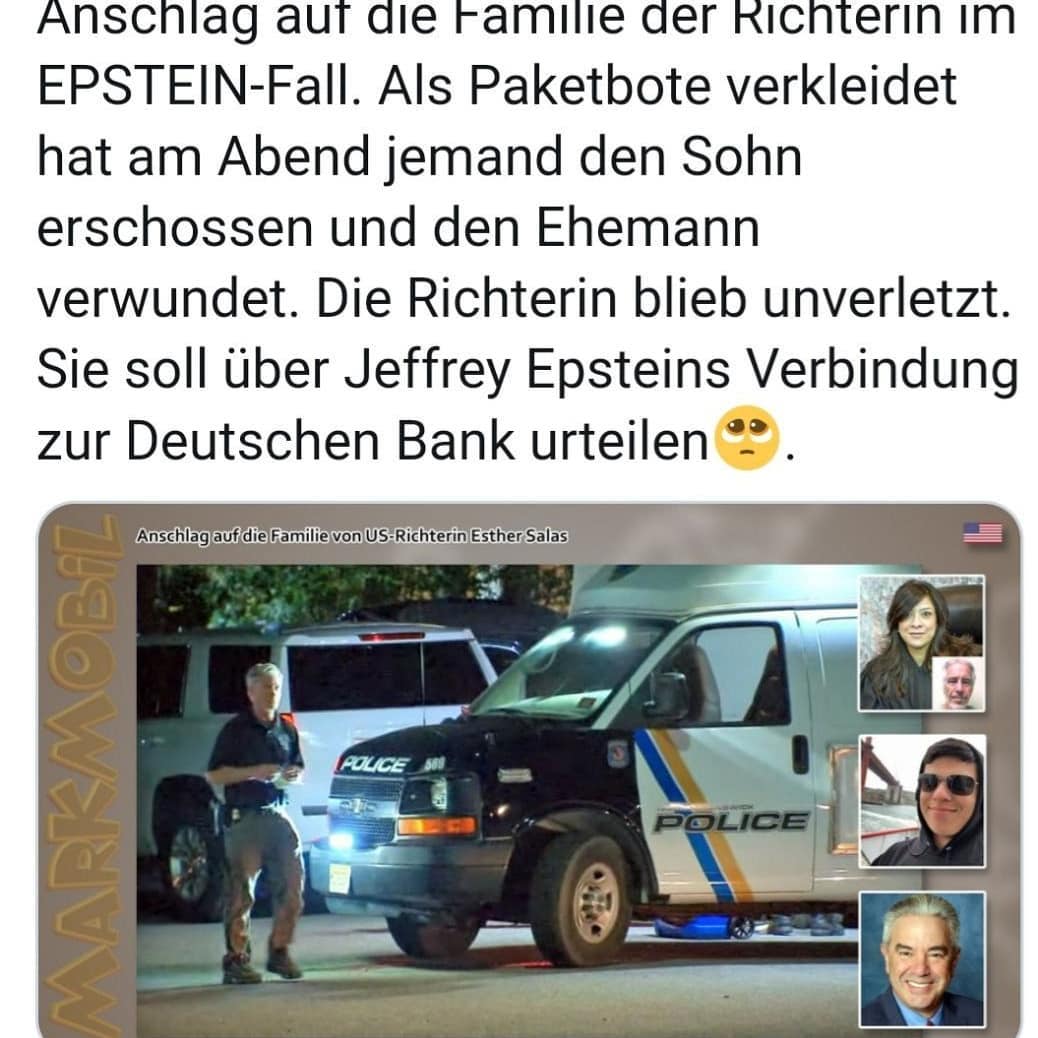 Anschlag auf die Familie der Richterin im
EPSTEIN-Fall. Als Paketbote verkleidet
hat am Abend jemand den Sohn
erschossen und den Ehemann
verwundet. Die Richterin blieb unverletzt.
Sie soll über Jeffrey Epsteins Verbindung
zur Deutschen Bank urteilen🥺.
MARKMOBIL
Anschlag auf die Familie von US-Richterin Esther Salas
POLICE 580
POLICE